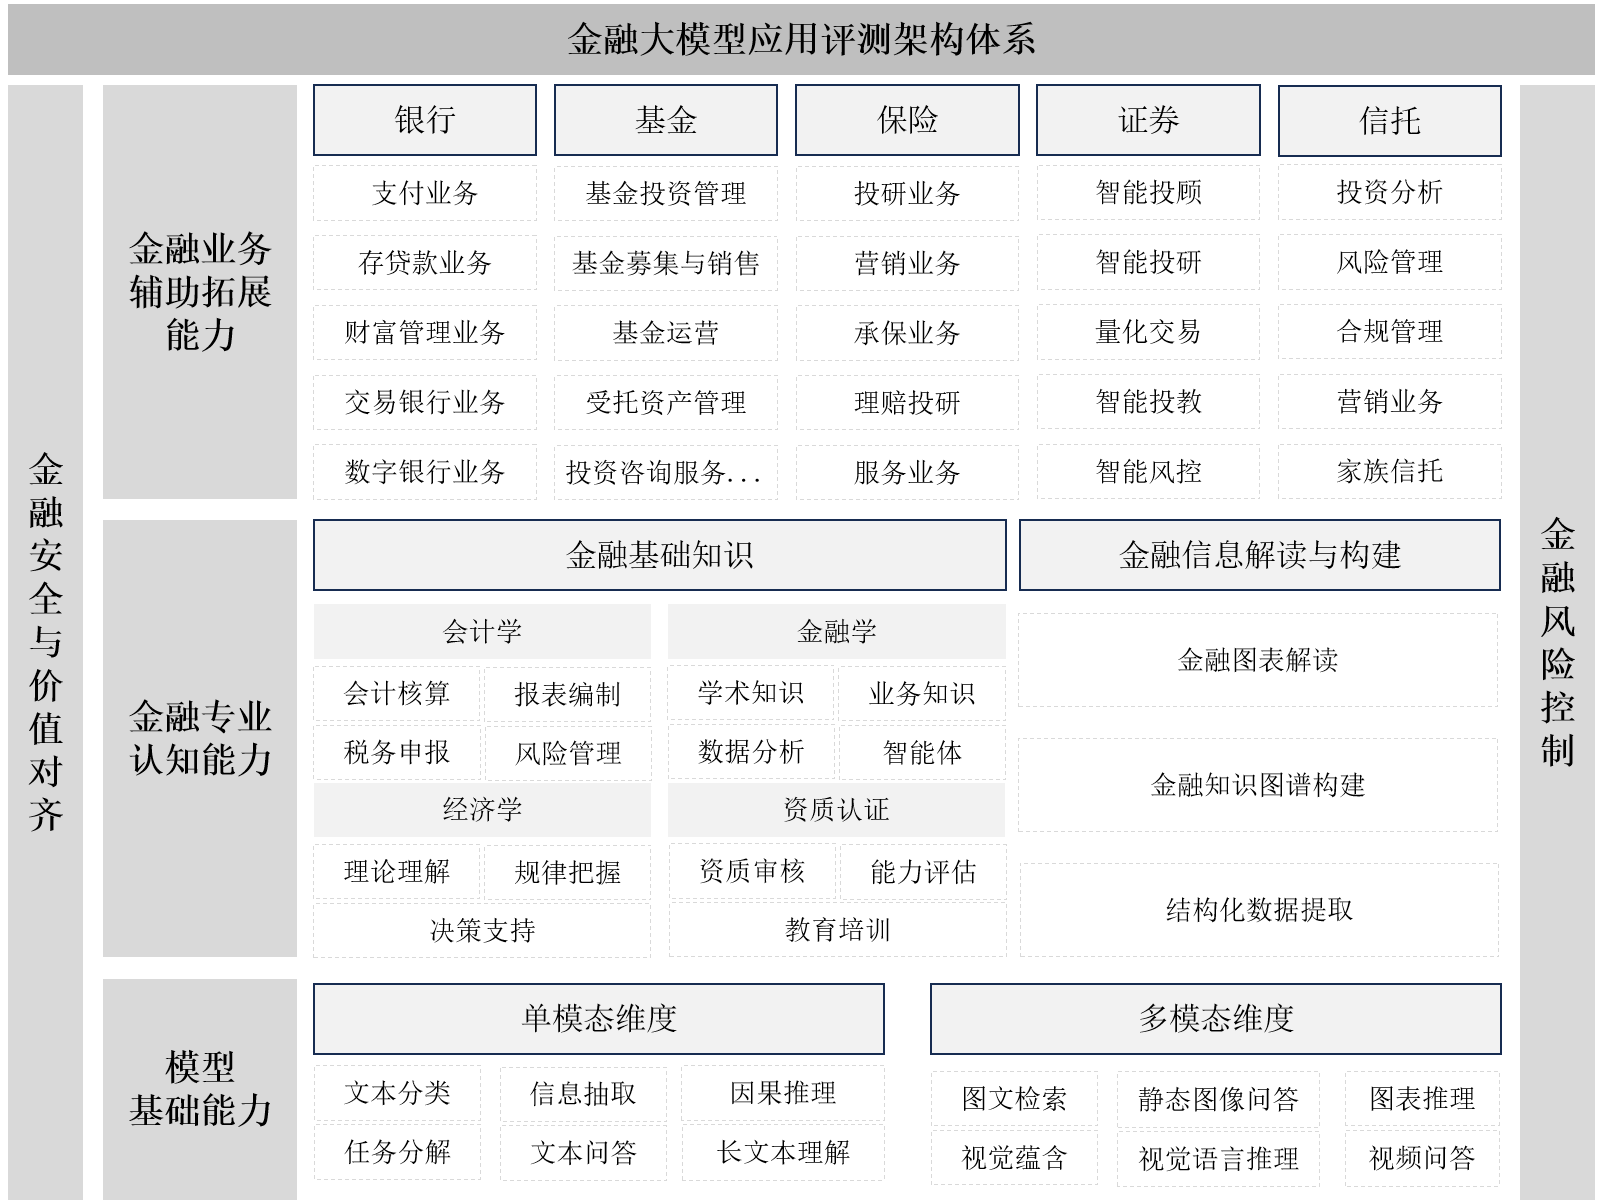 金融大模型应用评测架构体系
金融安全与价值对齐
金融业务
辅助拓展
能力
银行
基金
保险
证券
信托
支付业务
基金投资管理
投研业务
智能投顾
投资分析
存贷款业务
基金募集与销售
营销业务
智能投研
风险管理
财富管理业务
基金运营
承保业务
量化交易
合规管理
交易银行业务
受托资产管理
理赔投研
智能投教
营销业务
数字银行业务
投资咨询服务...
服务业务
智能风控
家族信托
金融专业
认知能力
金融基础知识
金融信息解读与构建
会计学
金融学
会计核算
报表编制
学术知识
业务知识
税务申报
风险管理
数据分析
智能体
经济学
资质认证
理论理解
规律把握
资质审核
能力评估
决策支持
教育培训
金融图表解读
金融知识图谱构建
结构化数据提取
模型
基础能力
单模态维度
多模态维度
文本分类
信息抽取
因果推理
图文检索
静态图像问答
图表推理
任务分解
文本问答
长文本理解
视觉蕴含
视觉语言推理
视频问答
金融风险控制